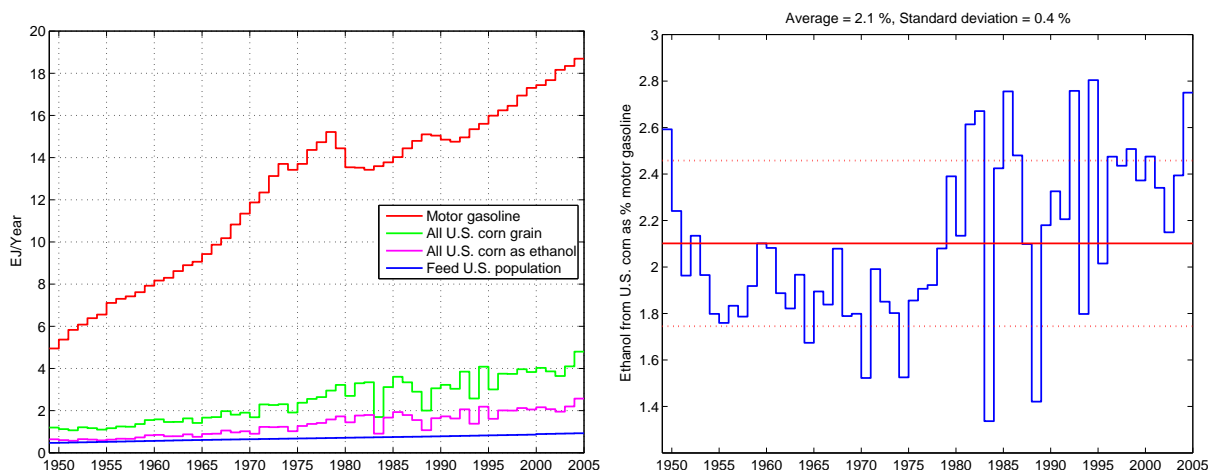 20
18
16
14
12
10
8
6
4
2
0
EJ/Year
Motor gasoline
All U.S. corn grain
All U.S. corn as ethanol
Feed U.S. population
1950 1955 1960 1965 1970 1975 1980 1985 1990 1995 2000 2005
Average = 2.1 %, Standard deviation = 0.4 %
3
2.8
2.6
2.4
2.2
2
1.8
1.6
1.4
Ethanol from U.S. corn as % motor gasoline
1950 1955 1960 1965 1970 1975 1980 1985 1990 1995 2000 2005